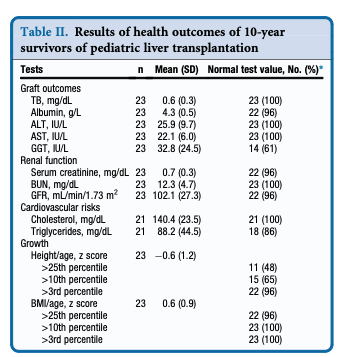 Table II. Results of health outcomes of 10-year
survivors of pediatric liver transplantation
Tests n Mean (SD) Normal test value, No. (%)*
Graft outcomes
TB, mg/dL 23 0.6 (0.3) 23 (100)
Albumin, g/L 23 4.3 (0.5) 22 (96)
ALT, IU/L 23 25.9 (9.7) 23 (100)
AST, IU/L 23 22.1 (6.0) 23 (100)
GGT, IU/L 23 32.8 (24.5) 14 (61)
Renal function
Serum creatinine, mg/dL 23 0.7 (0.3) 22 (96)
BUN, mg/dL 23 12.3 (4.7) 23 (100)
GFR, mL/min/1.73 m² 23 102.1 (27.3) 22 (96)
Cardiovascular risks
Cholesterol, mg/dL 21 140.4 (23.5) 21 (100)
Triglycerides, mg/dL 21 88.2 (44.5) 18 (86)
Growth
Height/age, z score 23 −0.6 (1.2)
>25th percentile 11 (48)
>10th percentile 15 (65)
>3rd percentile 22 (96)
BMI/age, z score 23 0.6 (0.9)
>25th percentile 22 (96)
>10th percentile 23 (100)
>3rd percentile 23 (100)